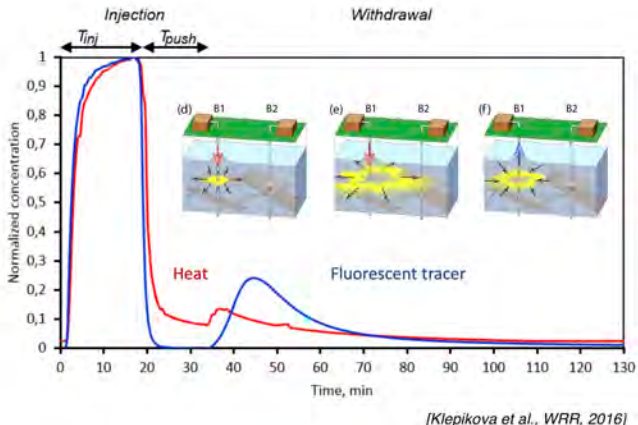 Injection
Withdrawal
Tinj
Tpush
Normalized concentration
1
0,9
0,8
0,7
0,6
0,5
0,4
0,3
0,2
0,1
0
(d) B1 B2
(e) B1 B2
(f) B1 B2
Heat
Fluorescent tracer
0 10 20 30 40 50 60 70 80 90 100 110 120 130
Time, min
[Klepikova et al., WRR, 2016]